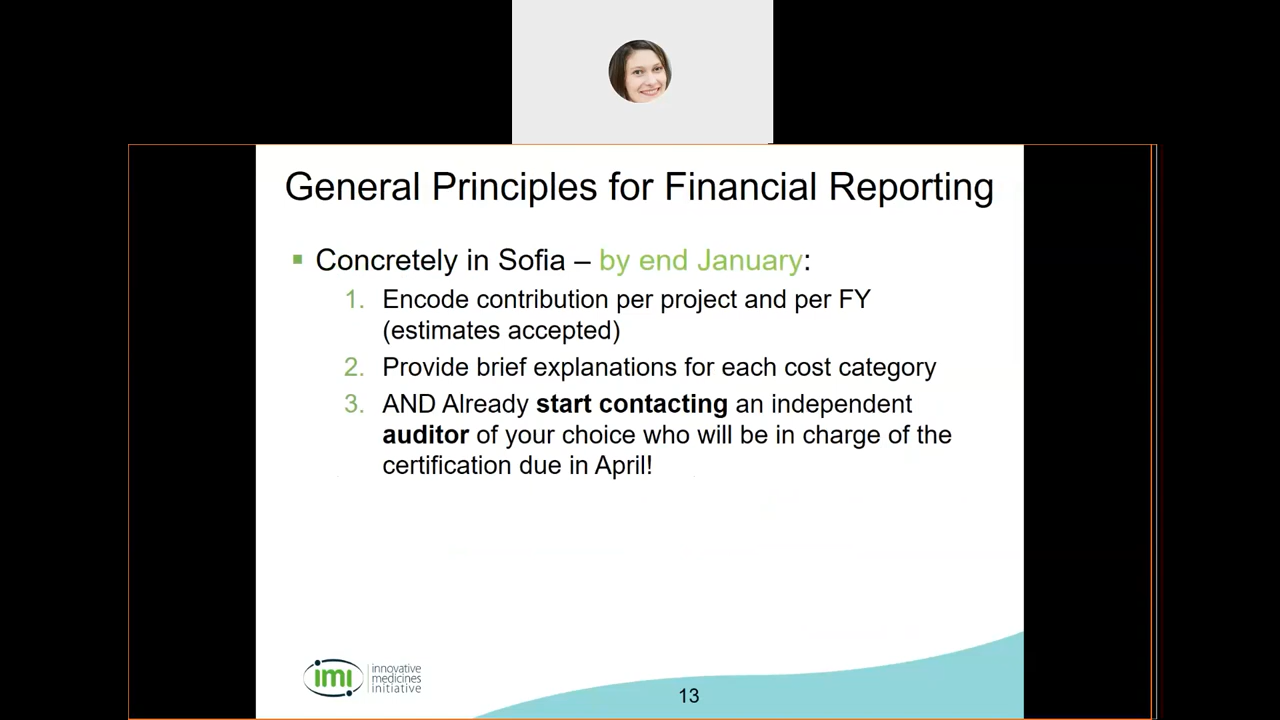 General Principles for Financial Reporting
▪ Concretely in Sofia – by end January:
1. Encode contribution per project and per FY
(estimates accepted)
2. Provide brief explanations for each cost category
3. AND Already start contacting an independent
auditor of your choice who will be in charge of the
certification due in April!
imi
innovative
medicines
initiative
13